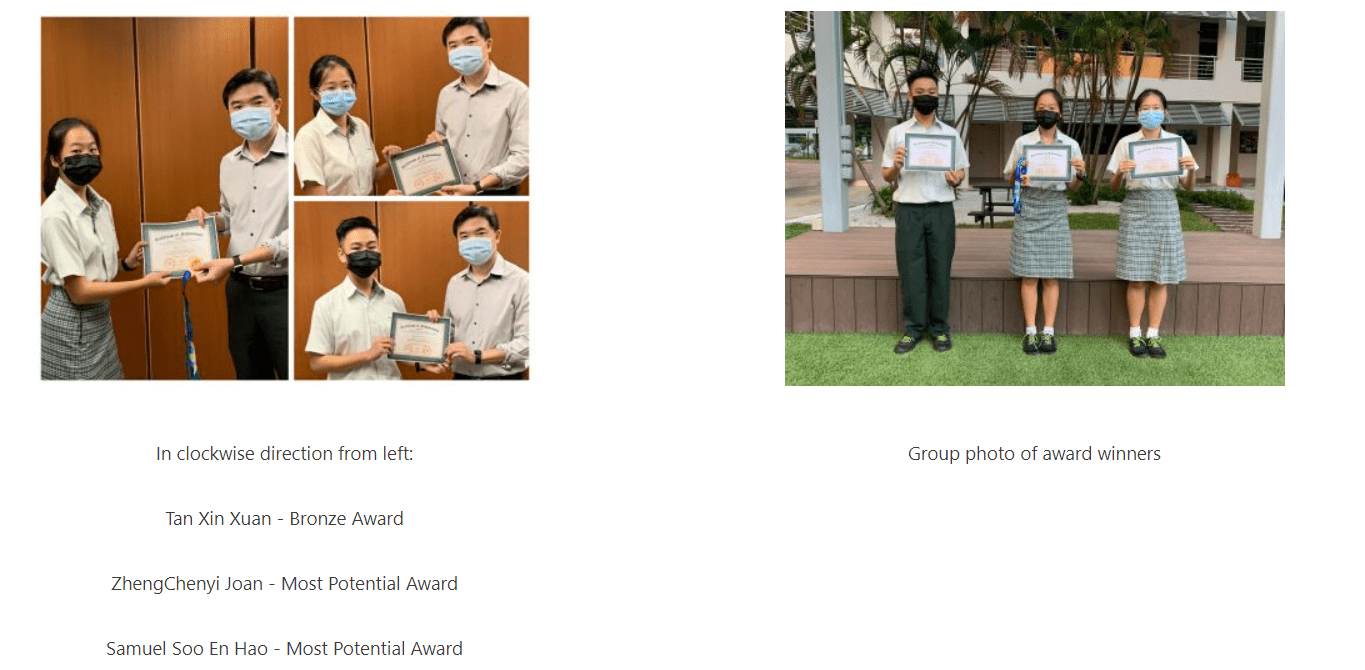 In clockwise direction from left:
Group photo of award winners
Tan Xin Xuan - Bronze Award
ZhengChenyi Joan - Most Potential Award
Samuel Soo En Hao - Most Potential Award